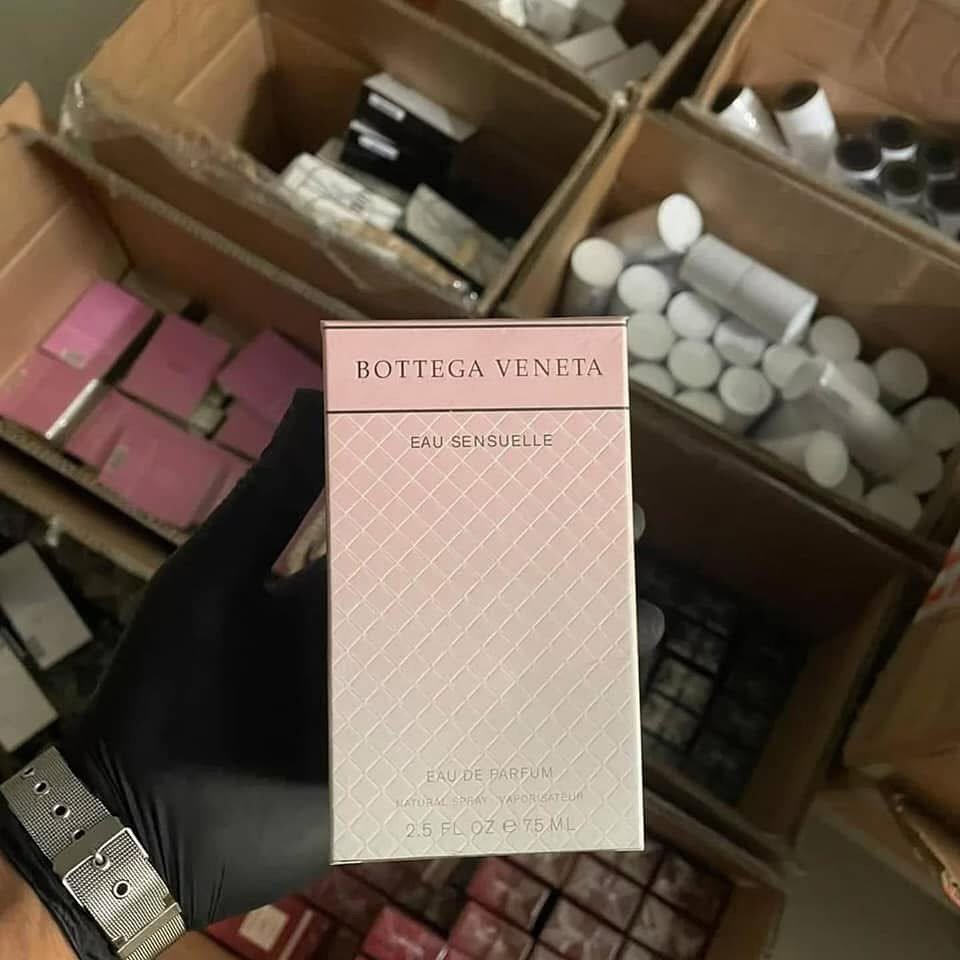 BOTTEGA VENETA
EAU SENSUELLE
EAU DE PARFUM
NATURAL SPRAY - VAPORISATEUR
2.5 FL OZ ℮ 75 ML